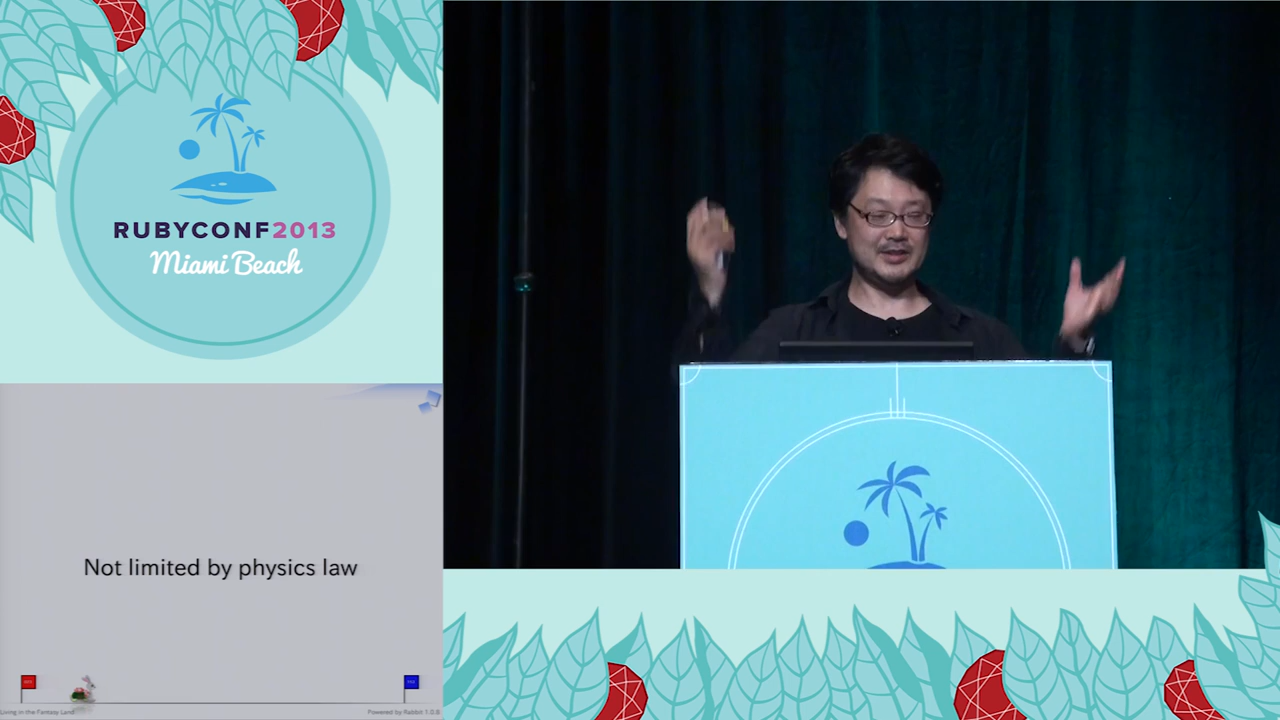 RUBYCONF2013
Miami Beach
Not limited by physics law
Living in the Fantasy Land
Powered by Rabbit 1.0.8